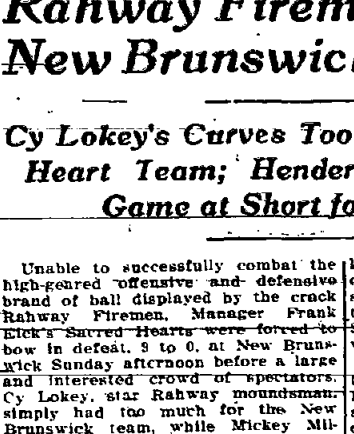 Rahway Firem
New Brunswic
Cy Lokey's Curves Too
Heart Team; Hender
Game at Short fo
Unable to successfully combat the
high-geared offensive and defensive
brand of ball displayed by the crack
Rahway Firemen, Manager Frank
Eick's Sacred Hearts were forced to
bow in defeat, 9 to 0, at New Bruns-
wick Sunday afternoon before a large
and interested crowd of spectators.
Cy Lokey, star Rahway moundsman,
simply had too much for the New
Brunswick team, while Mickey Mil-